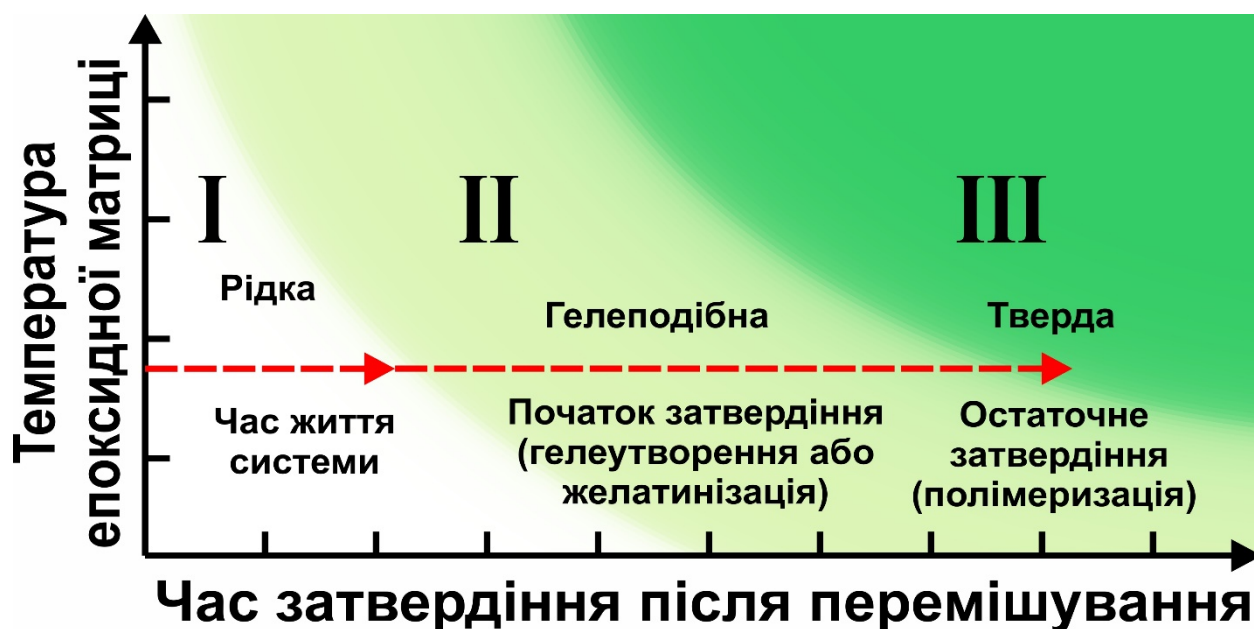 Температура
епоксидної матриці
I
II
III
Рідка
Гелеподібна
Тверда
Час життя
системи
Початок затвердіння
(гелеутворення або
желатинізація)
Остаточне
затвердіння
(полімеризація)
Час затвердіння після перемішування